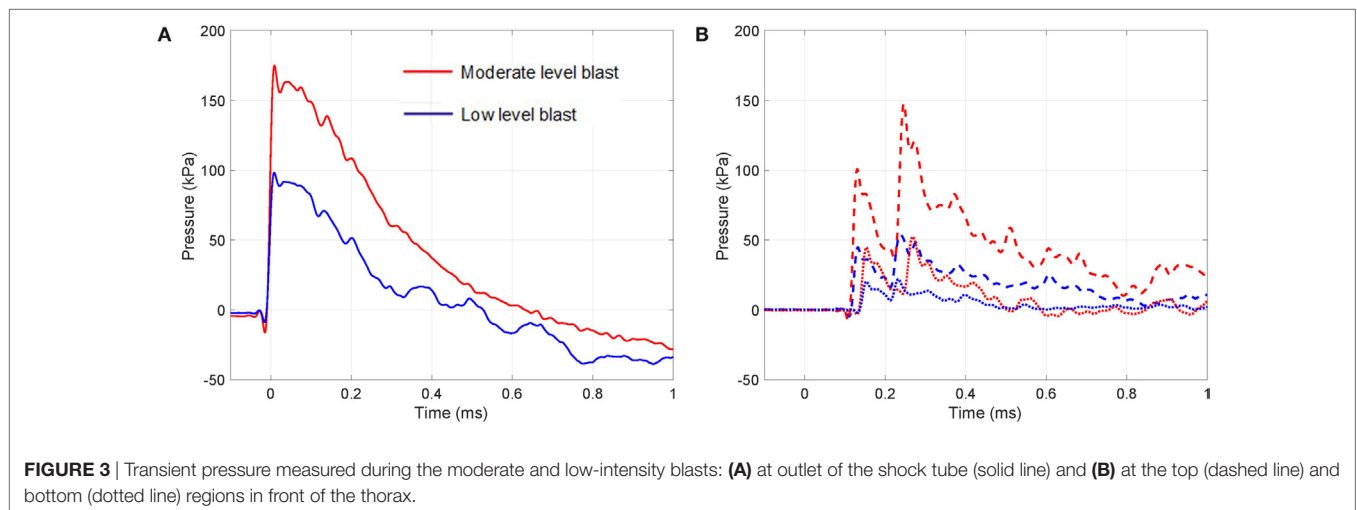 A
200
150
100
50
0
-50
Pressure (kPa)
Moderate level blast
Low level blast
0
0.2
0.4
0.6
0.8
1
Time (ms)
B
200
150
100
50
0
-50
Pressure (kPa)
0
0.2
0.4
0.6
0.8
1
Time (ms)
FIGURE 3 | Transient pressure measured during the moderate and low-intensity blasts: (A) at outlet of the shock tube (solid line) and (B) at the top (dashed line) and
bottom (dotted line) regions in front of the thorax.